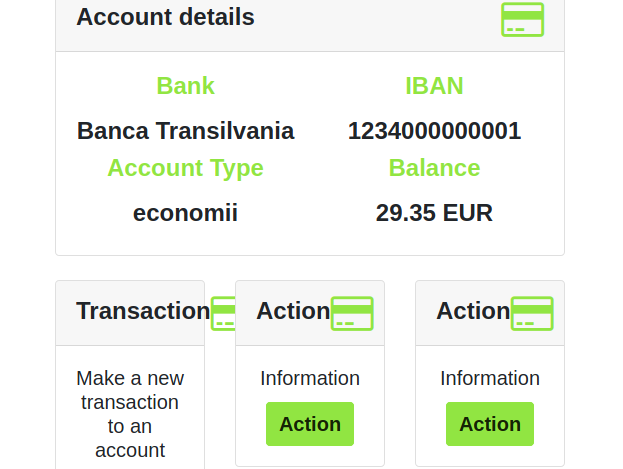 Account details
Bank
IBAN
Banca Transilvania
1234000000001
Account Type
Balance
economii
29.35 EUR
Transaction
Action
Action
Make a new
transaction
to an
account
Information
Action
Information
Action